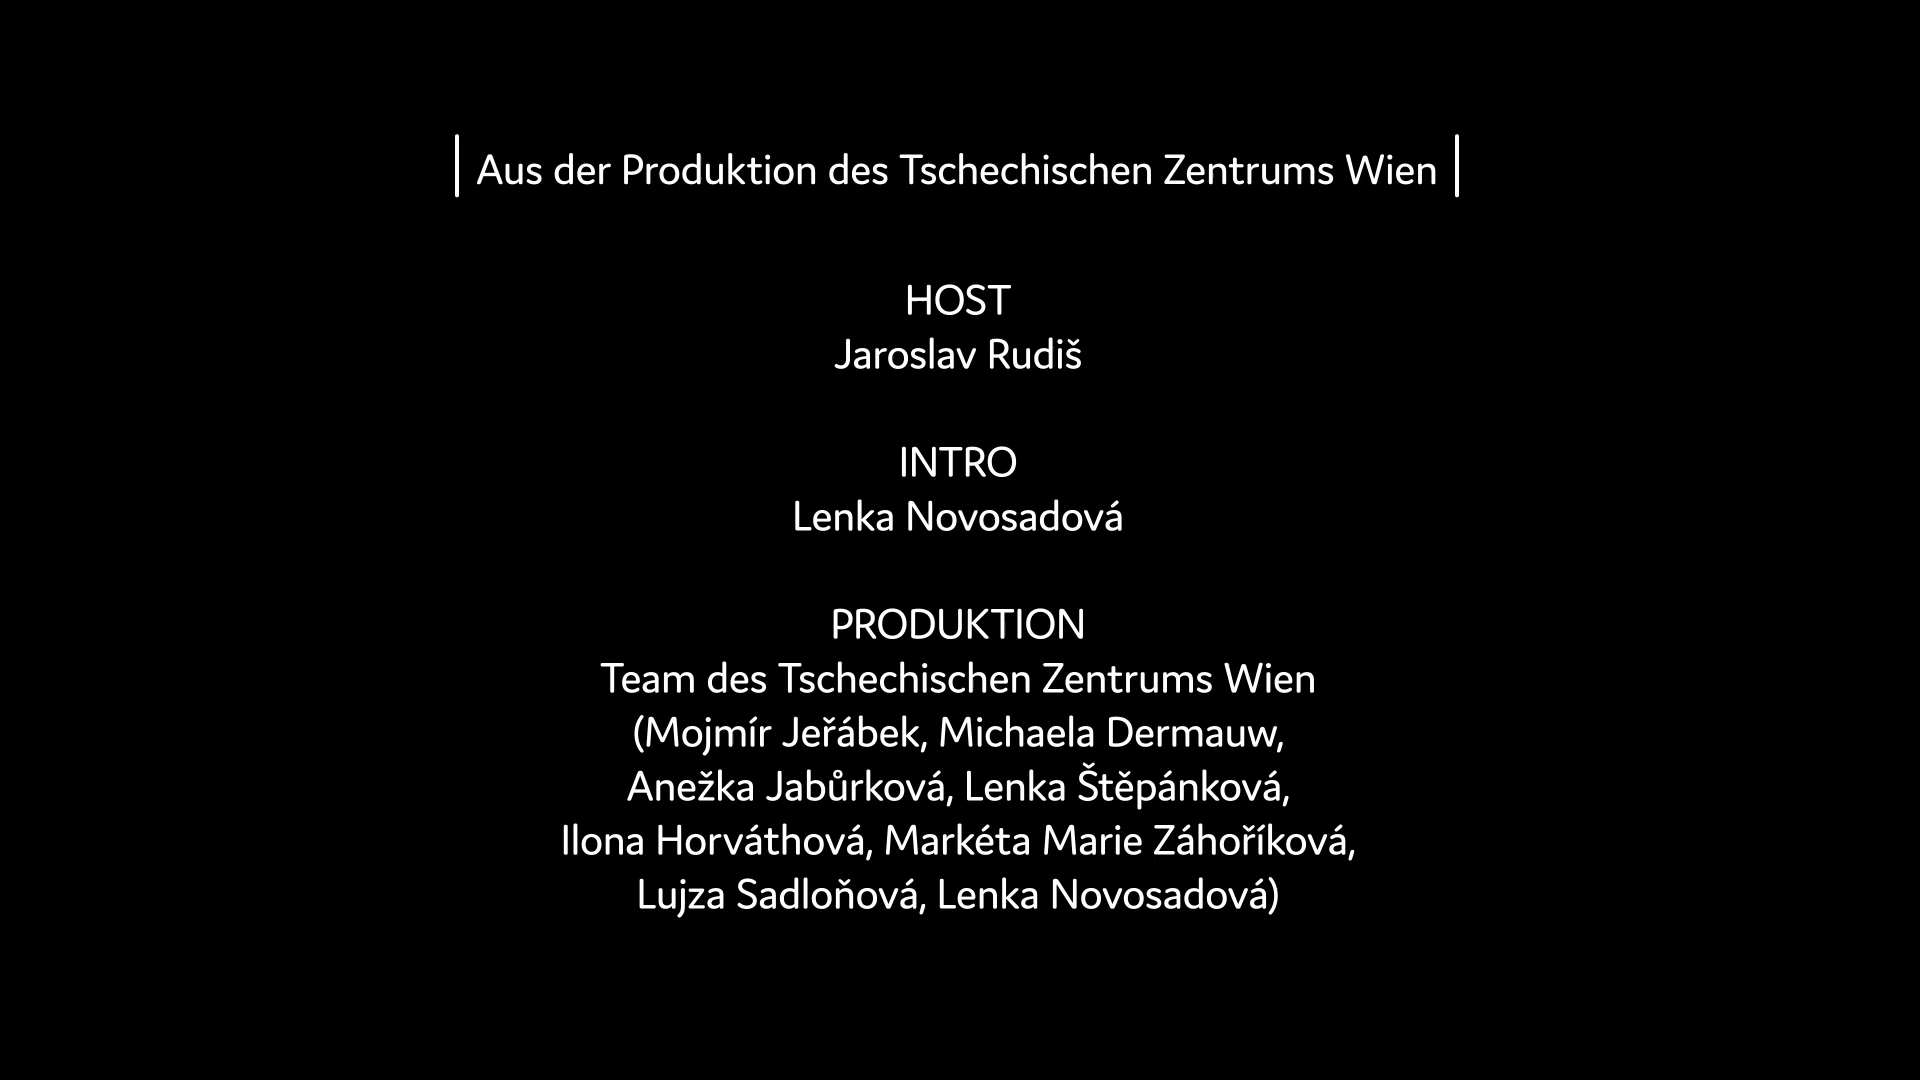 Aus der Produktion des Tschechischen Zentrums Wien
HOST
Jaroslav Rudiš
INTRO
Lenka Novosadová
PRODUKTION
Team des Tschechischen Zentrums Wien
(Mojmír Jeřábek, Michaela Dermauw,
Anežka Jabůrková, Lenka Štěpánková,
Ilona Horváthová, Markéta Marie Záhoříková,
Lujza Sadloňová, Lenka Novosadová)